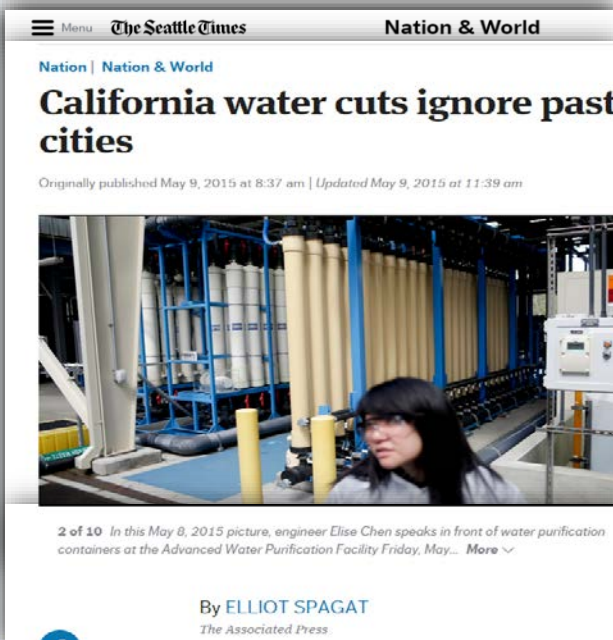 Menu The Seattle Times Nation & World
Nation | Nation & World
California water cuts ignore past
cities
Originally published May 9, 2015 at 8:37 am | Updated May 9, 2015 at 11:39 am
2 of 10 In this May 8, 2015 picture, engineer Elise Chen speaks in front of water purification
containers at the Advanced Water Purification Facility Friday, May... More
By ELLIOT SPAGAT
The Associated Press